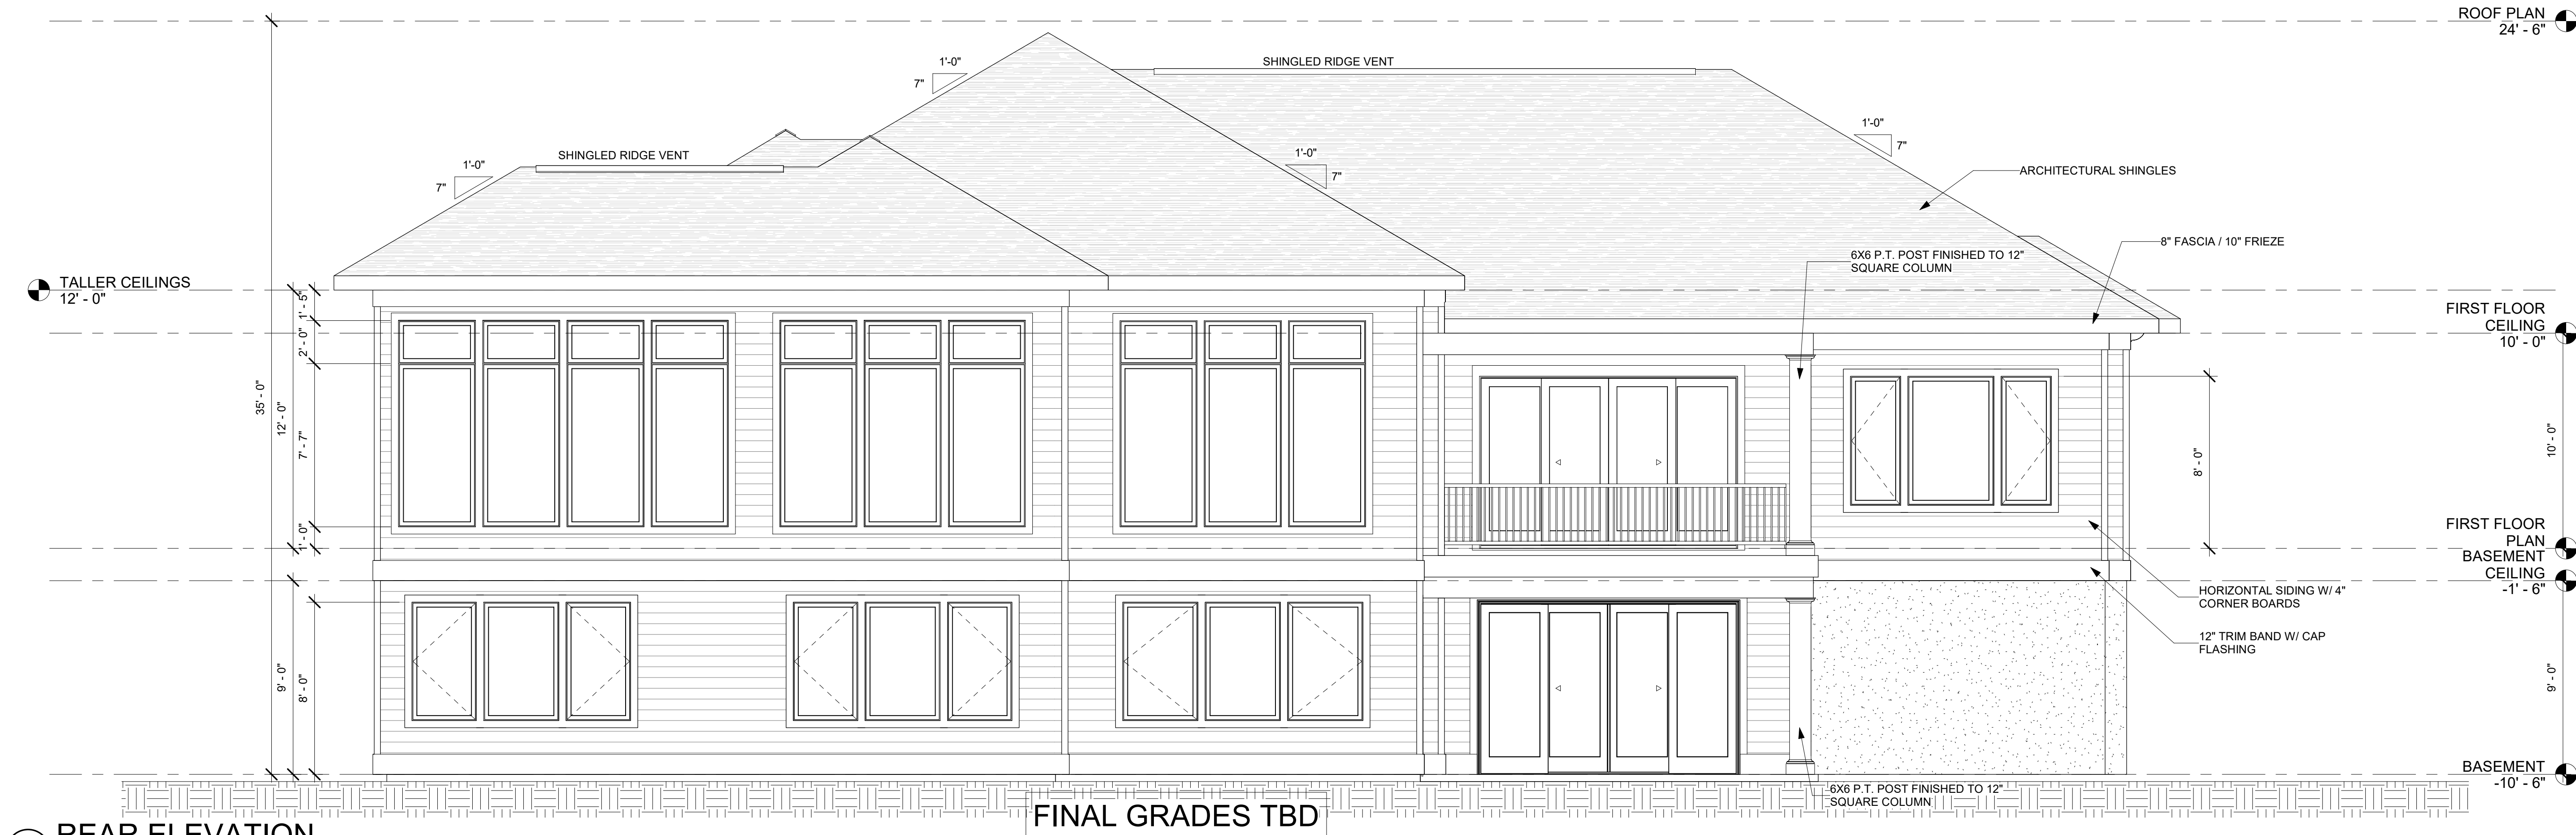 ROOF PLAN
24' - 6"
1'-0"
7"
SHINGLED RIDGE VENT
1'-0"
7"
1'-0"
7"
SHINGLED RIDGE VENT
1'-0"
7"
ARCHITECTURAL SHINGLES
8" FASCIA / 10" FRIEZE
6X6 P.T. POST FINISHED TO 12"
SQUARE COLUMN
TALLER CEILINGS
12' - 0"
FIRST FLOOR
CEILING
10' - 0"
1' - 5"
2' - 0"
7' - 7"
1' - 0"
12' - 0"
35' - 0"
8' - 0"
10' - 0"
FIRST FLOOR
PLAN
BASEMENT
CEILING
-1' - 6"
HORIZONTAL SIDING W/ 4"
CORNER BOARDS
12" TRIM BAND W/ CAP
FLASHING
9' - 0"
8' - 0"
9' - 0"
BASEMENT
-10' - 6"
6X6 P.T. POST FINISHED TO 12"
SQUARE COLUMN
FINAL GRADES TBD
REAR ELEVATION